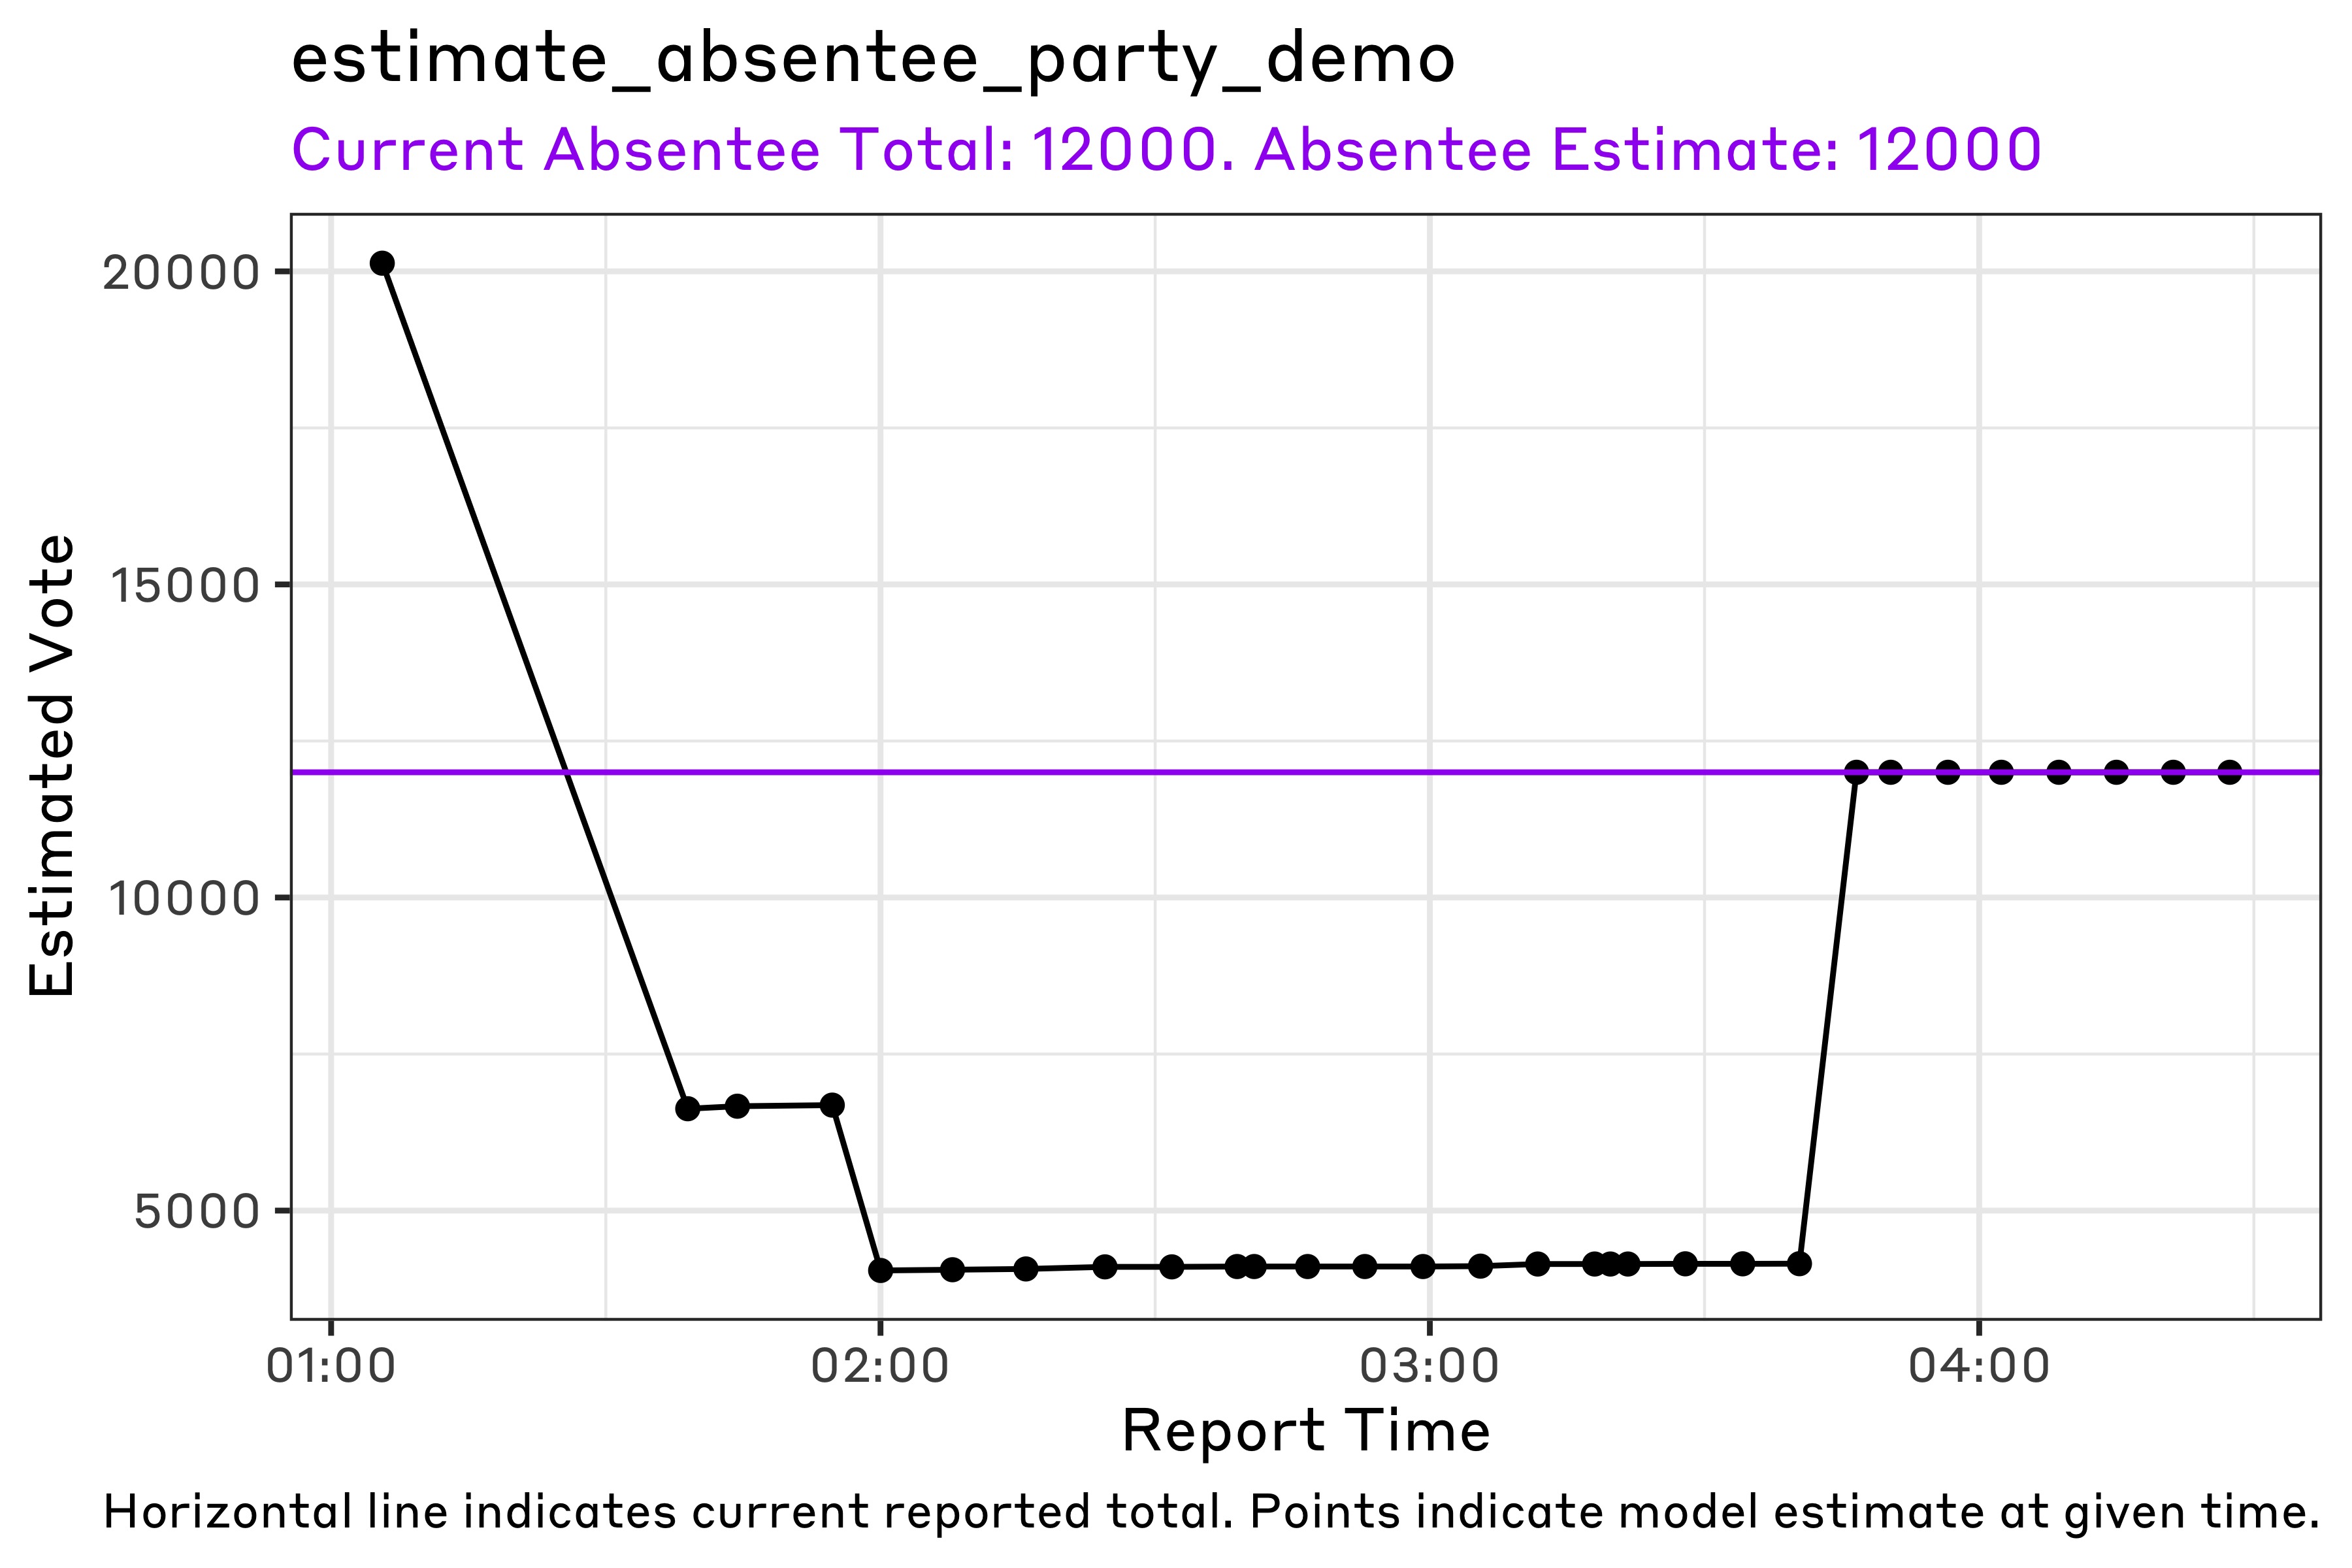 estimate_absentee_party_demo
Current Absentee Total: 12000. Absentee Estimate: 12000
Estimated Vote
20000
15000
10000
5000
01:00 02:00 03:00 04:00
Report Time
Horizontal line indicates current reported total. Points indicate model estimate at given time.